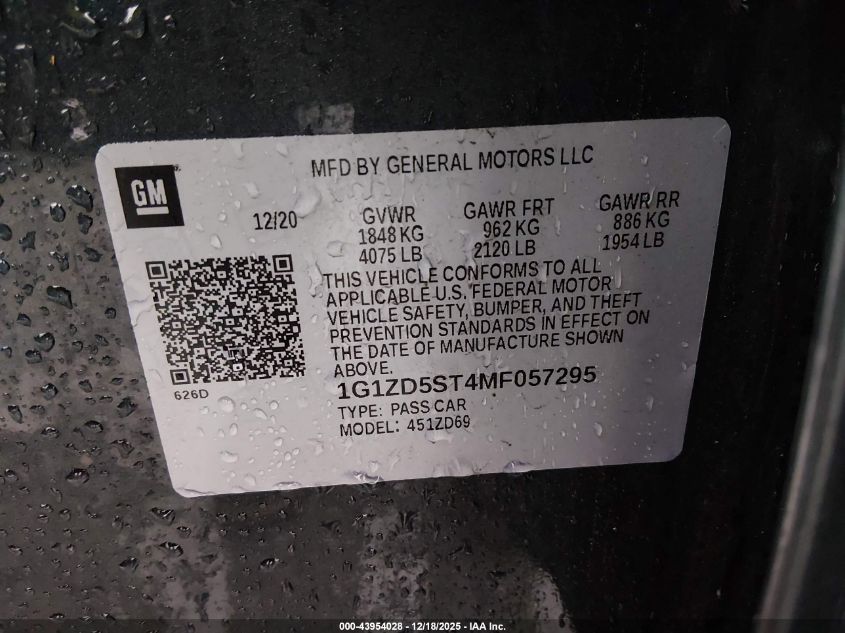 MFD BY GENERAL MOTORS LLC
GM
12/20
GVWR
1848 KG
4075 LB
GAWR FRT
962 KG
2120 LB
GAWR RR
886 KG
1954 LB
THIS VEHICLE CONFORMS TO ALL
APPLICABLE U.S. FEDERAL MOTOR
VEHICLE SAFETY, BUMPER, AND THEFT
PREVENTION STANDARDS IN EFFECT ON
THE DATE OF MANUFACTURE SHOWN
ABOVE.
626D
1G1ZD5ST4MF057295
TYPE: PASS CAR
MODEL: 451ZD69
000-43954028 - 12/18/2025 - IAA Inc.